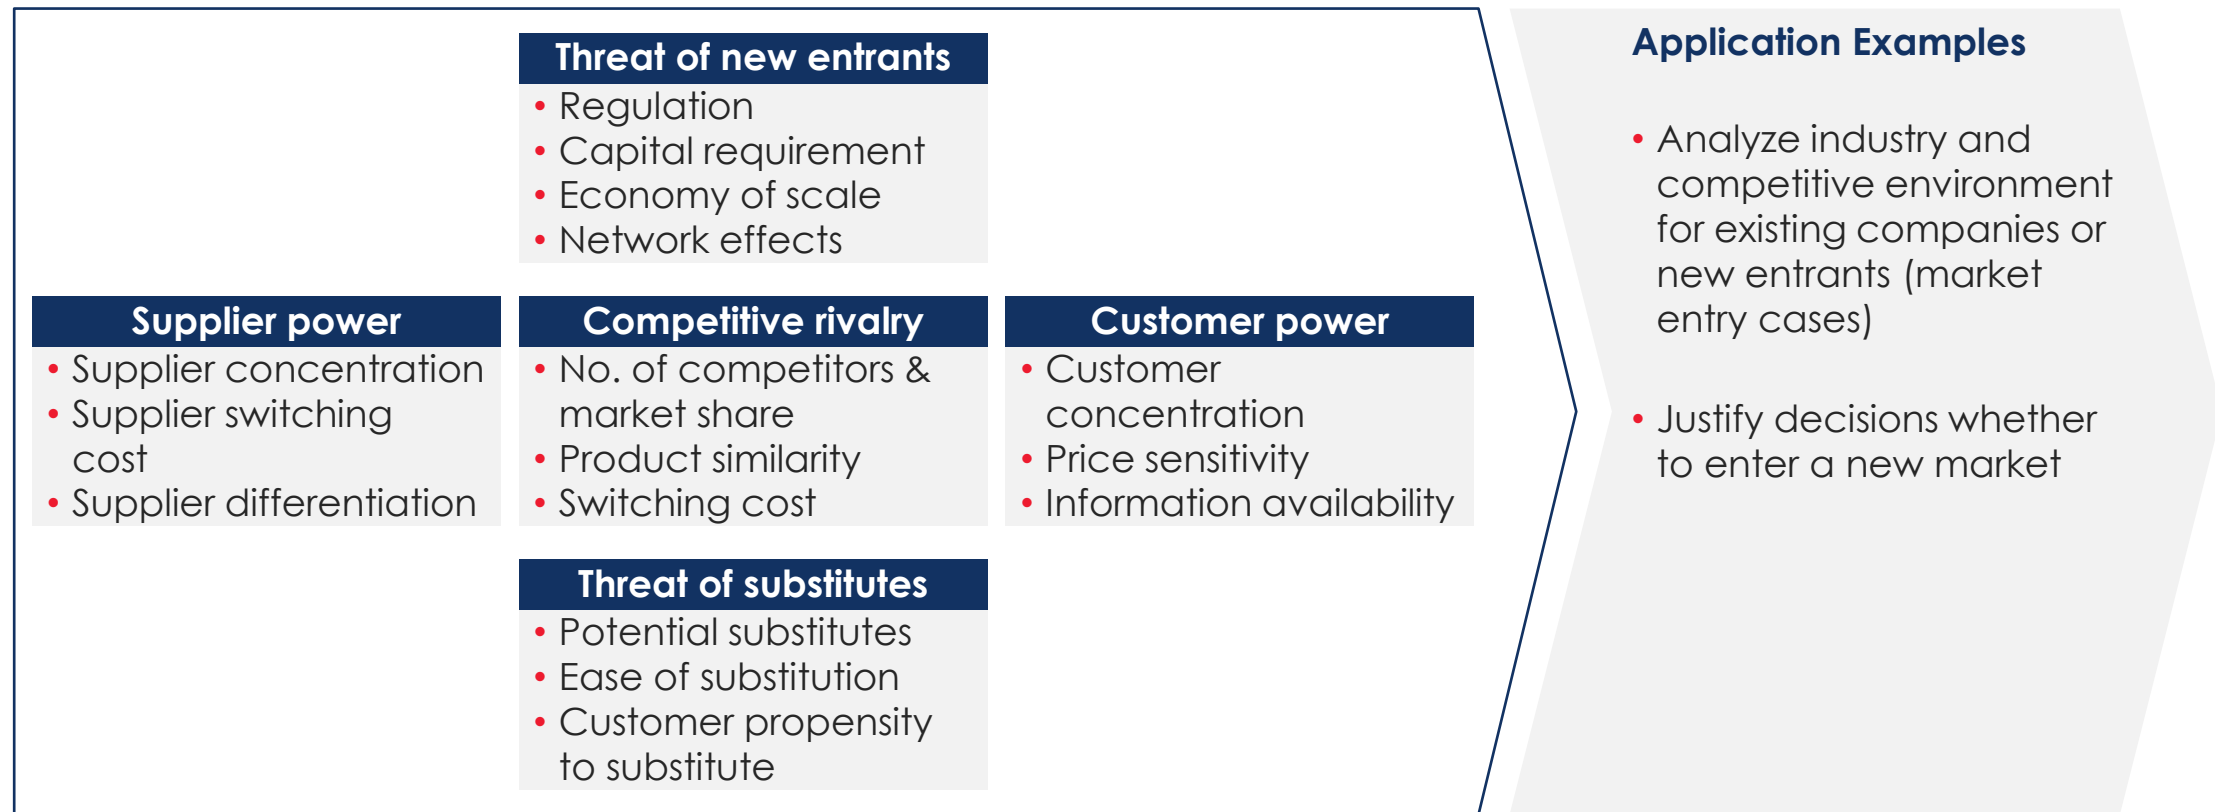 Threat of new entrants
• Regulation
• Capital requirement
• Economy of scale
• Network effects
Supplier power
• Supplier concentration
• Supplier switching
cost
• Supplier differentiation
Competitive rivalry
• No. of competitors &
market share
• Product similarity
• Switching cost
Customer power
• Customer
concentration
• Price sensitivity
• Information availability
Threat of substitutes
• Potential substitutes
• Ease of substitution
• Customer propensity
to substitute
Application Examples
• Analyze industry and
competitive environment
for existing companies or
new entrants (market
entry cases)
• Justify decisions whether
to enter a new market